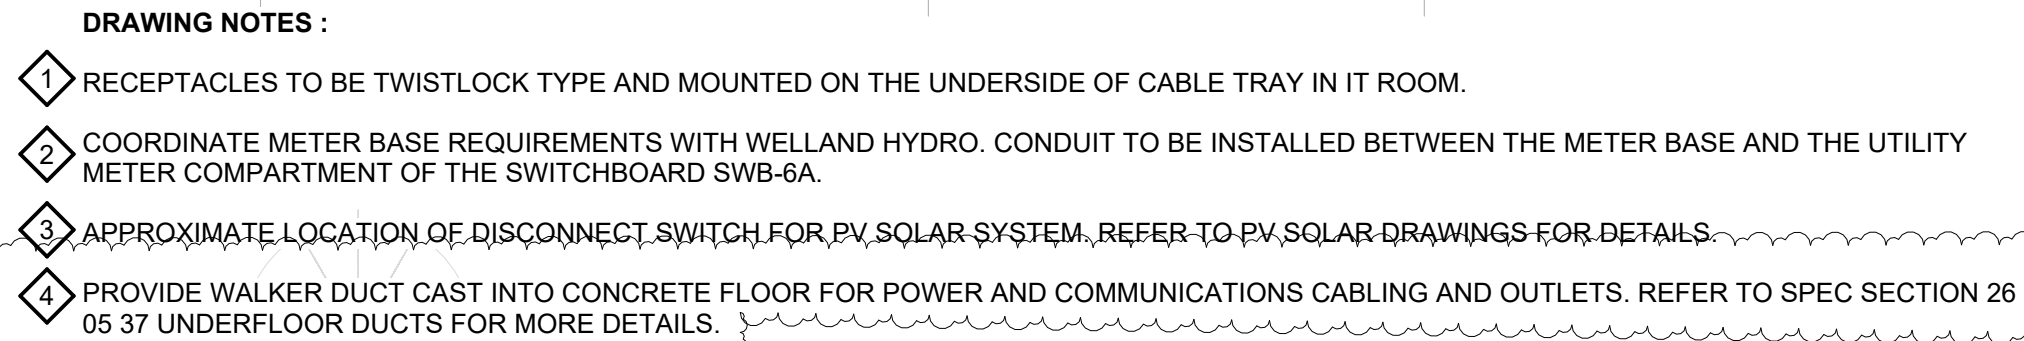 DRAWING NOTES :
1 RECEPTACLES TO BE TWISTLOCK TYPE AND MOUNTED ON THE UNDERSIDE OF CABLE TRAY IN IT ROOM.
2 COORDINATE METER BASE REQUIREMENTS WITH WELLAND HYDRO. CONDUIT TO BE INSTALLED BETWEEN THE METER BASE AND THE UTILITY
METER COMPARTMENT OF THE SWITCHBOARD SWB-6A.
3 APPROXIMATE LOCATION OF DISCONNECT SWITCH FOR PV SOLAR SYSTEM. REFER TO PV SOLAR DRAWINGS FOR DETAILS.
4 PROVIDE WALKER DUCT CAST INTO CONCRETE FLOOR FOR POWER AND COMMUNICATIONS CABLING AND OUTLETS. REFER TO SPEC SECTION 26
05 37 UNDERFLOOR DUCTS FOR MORE DETAILS.